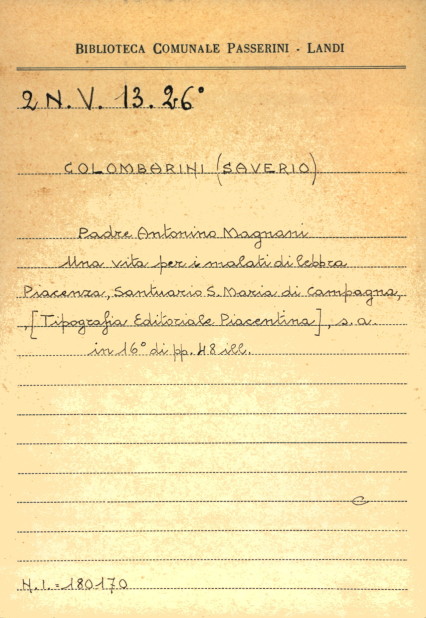 BIBLIOTECA COMUNALE PASSERINI - LANDI
2 N. V. 13. 26°
COLOMBARINI (SAVERIO)
Padre Antonino Magnani
Una vita per i malati di lebbra
Piacenza, Santuario S. Maria di Campagna,
,[Tipografia Editoriale Piacentina], s. a.
in 16° di pp. 48 ill.
C
N. I. = 180170